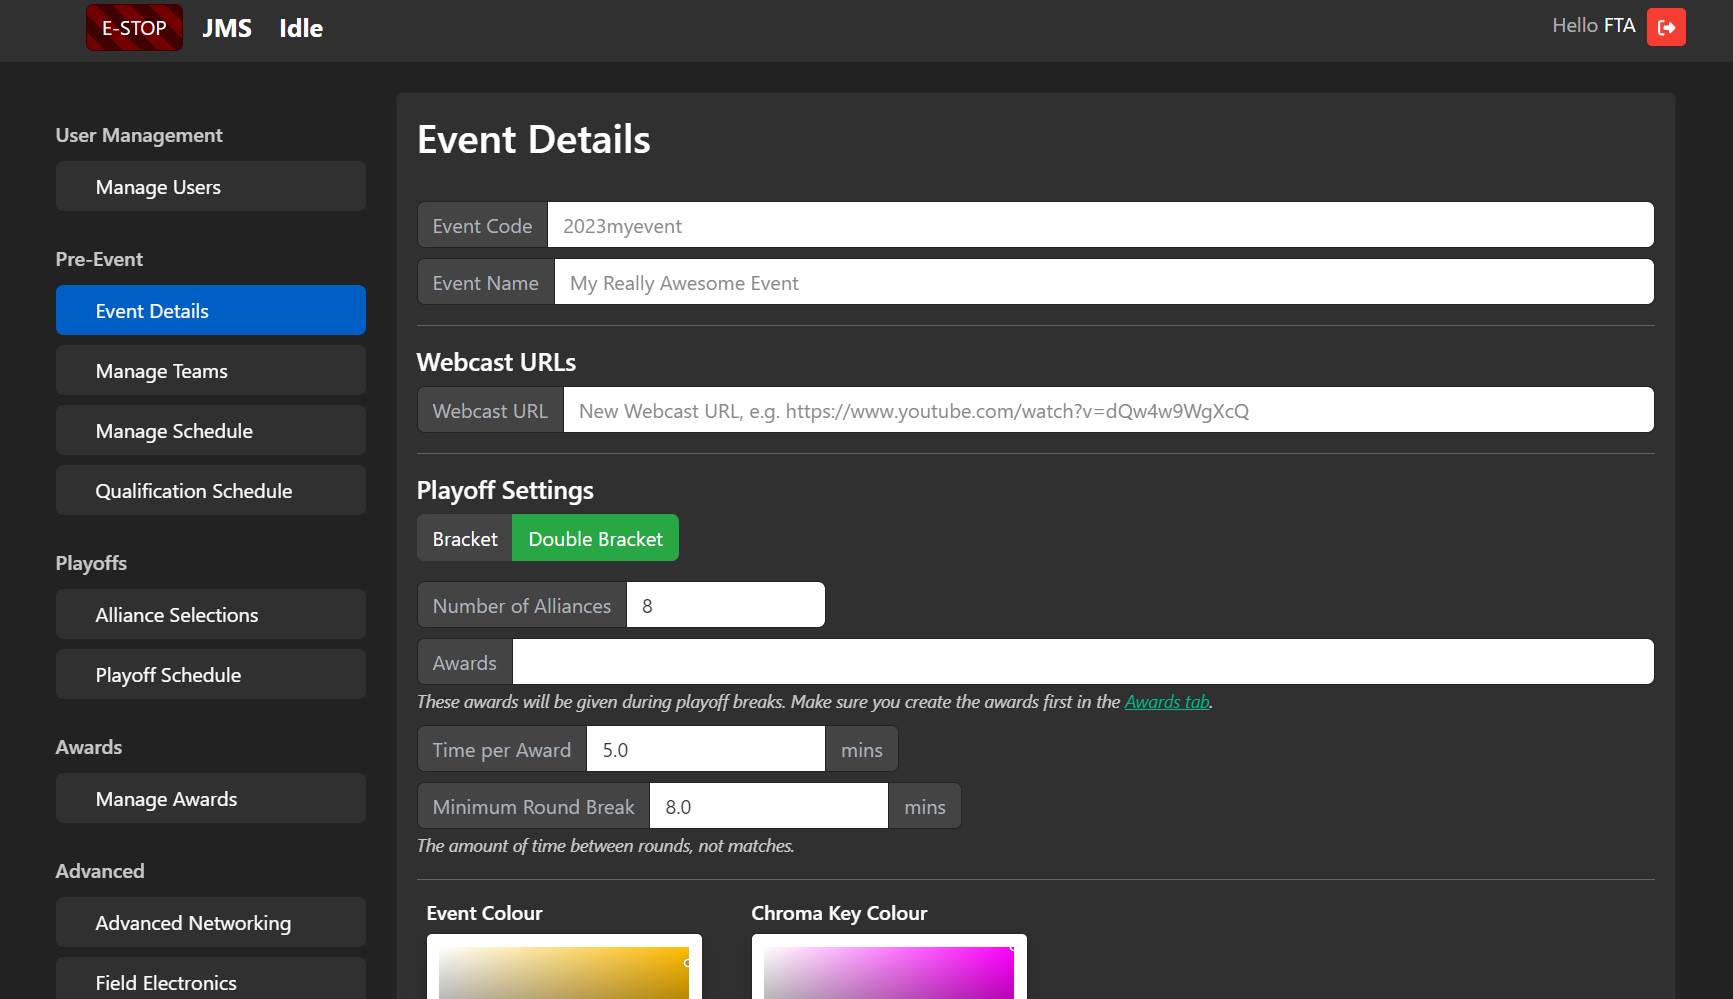 E-STOP JMS Idle Hello FTA
User Management
Manage Users
Pre-Event
Event Details
Manage Teams
Manage Schedule
Qualification Schedule
Playoffs
Alliance Selections
Playoff Schedule
Awards
Manage Awards
Advanced
Advanced Networking
Field Electronics
Event Details
Event Code 2023myevent
Event Name My Really Awesome Event
Webcast URLs
Webcast URL New Webcast URL, e.g. https://www.youtube.com/watch?v=dQw4w9WgXcQ
Playoff Settings
Bracket Double Bracket
Number of Alliances 8
Awards
These awards will be given during playoff breaks. Make sure you create the awards first in the Awards tab.
Time per Award 5.0 mins
Minimum Round Break 8.0 mins
The amount of time between rounds, not matches.
Event Colour Chroma Key Colour